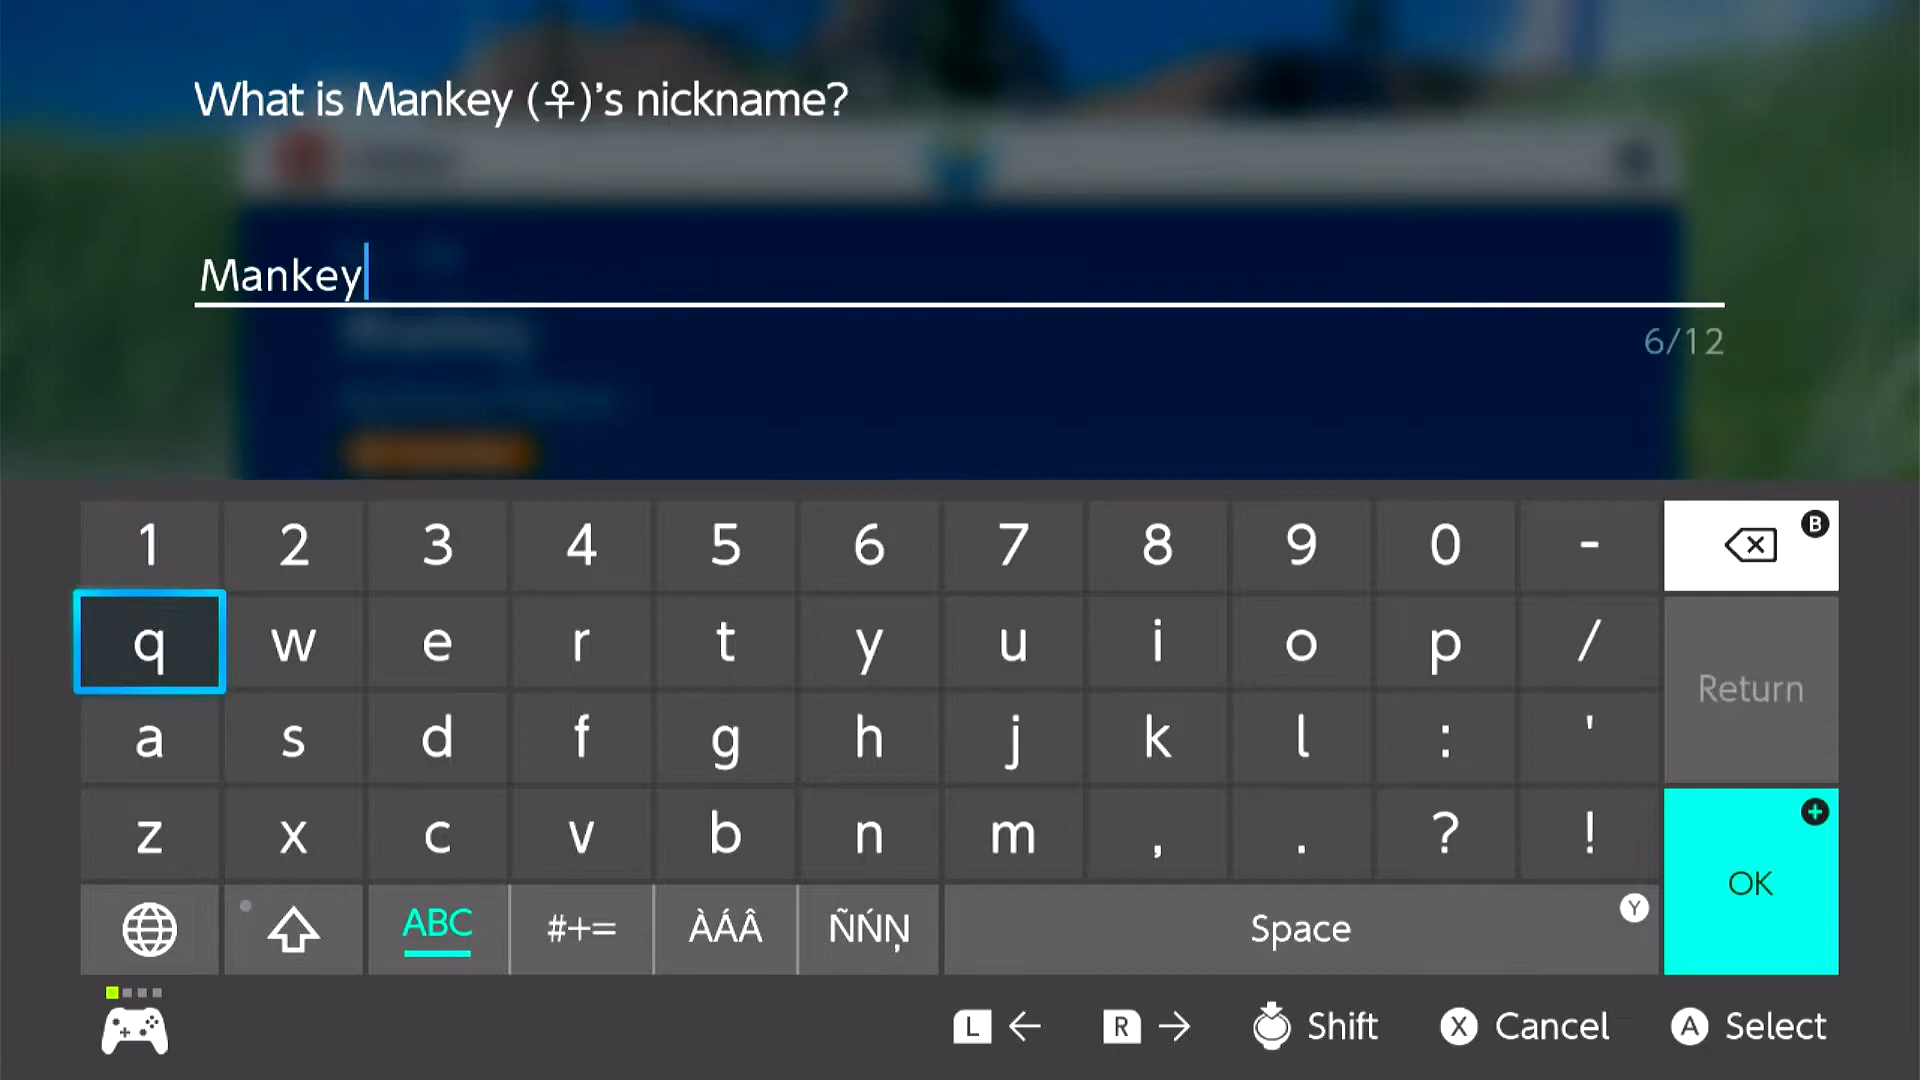 What is Mankey (♀)'s nickname?
Mankey
6/12
1 2 3 4 5 6 7 8 9 0 - B
q w e r t y u i o p /
Return
a s d f g h j k l : '
z x c v b n m , . ? ! +
OK
ABC #+= ÀÁÂ ÑŃŅ Space Y
L ← R → Shift X Cancel A Select